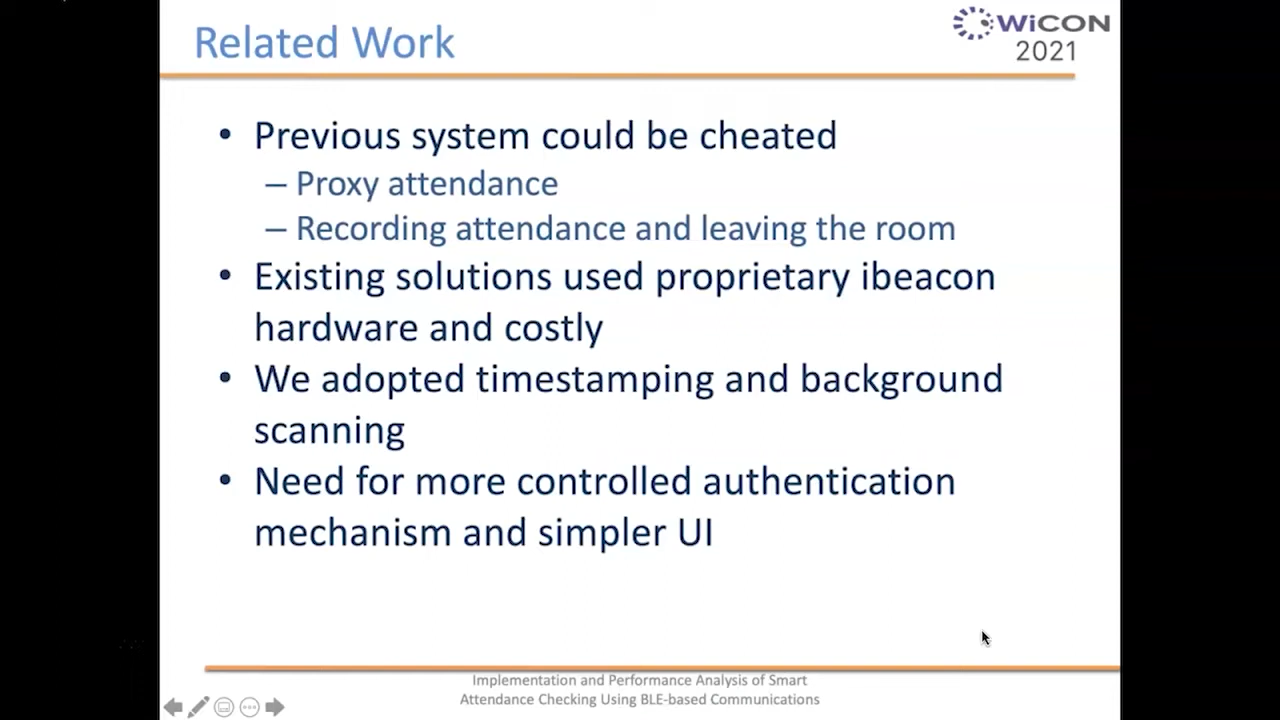 Related Work
WiCON
2021
• Previous system could be cheated
– Proxy attendance
– Recording attendance and leaving the room
• Existing solutions used proprietary ibeacon
hardware and costly
• We adopted timestamping and background
scanning
• Need for more controlled authentication
mechanism and simpler UI
Implementation and Performance Analysis of Smart
Attendance Checking Using BLE-based Communications